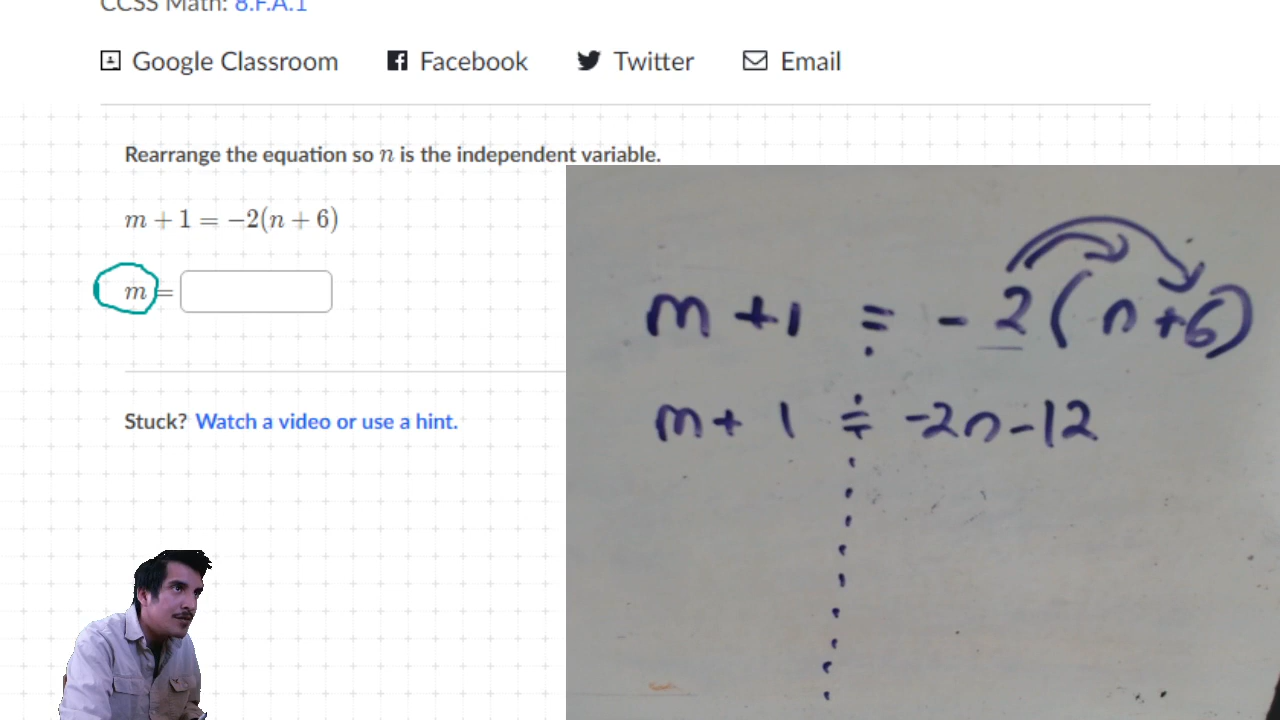 CCSS Math: 8.F.A.1
Google Classroom Facebook Twitter Email
Rearrange the equation so n is the independent variable.
m + 1 = −2(n + 6)
m =
Stuck? Watch a video or use a hint.
m + 1 = - 2 ( n + 6 )
m + 1 = -2n - 12